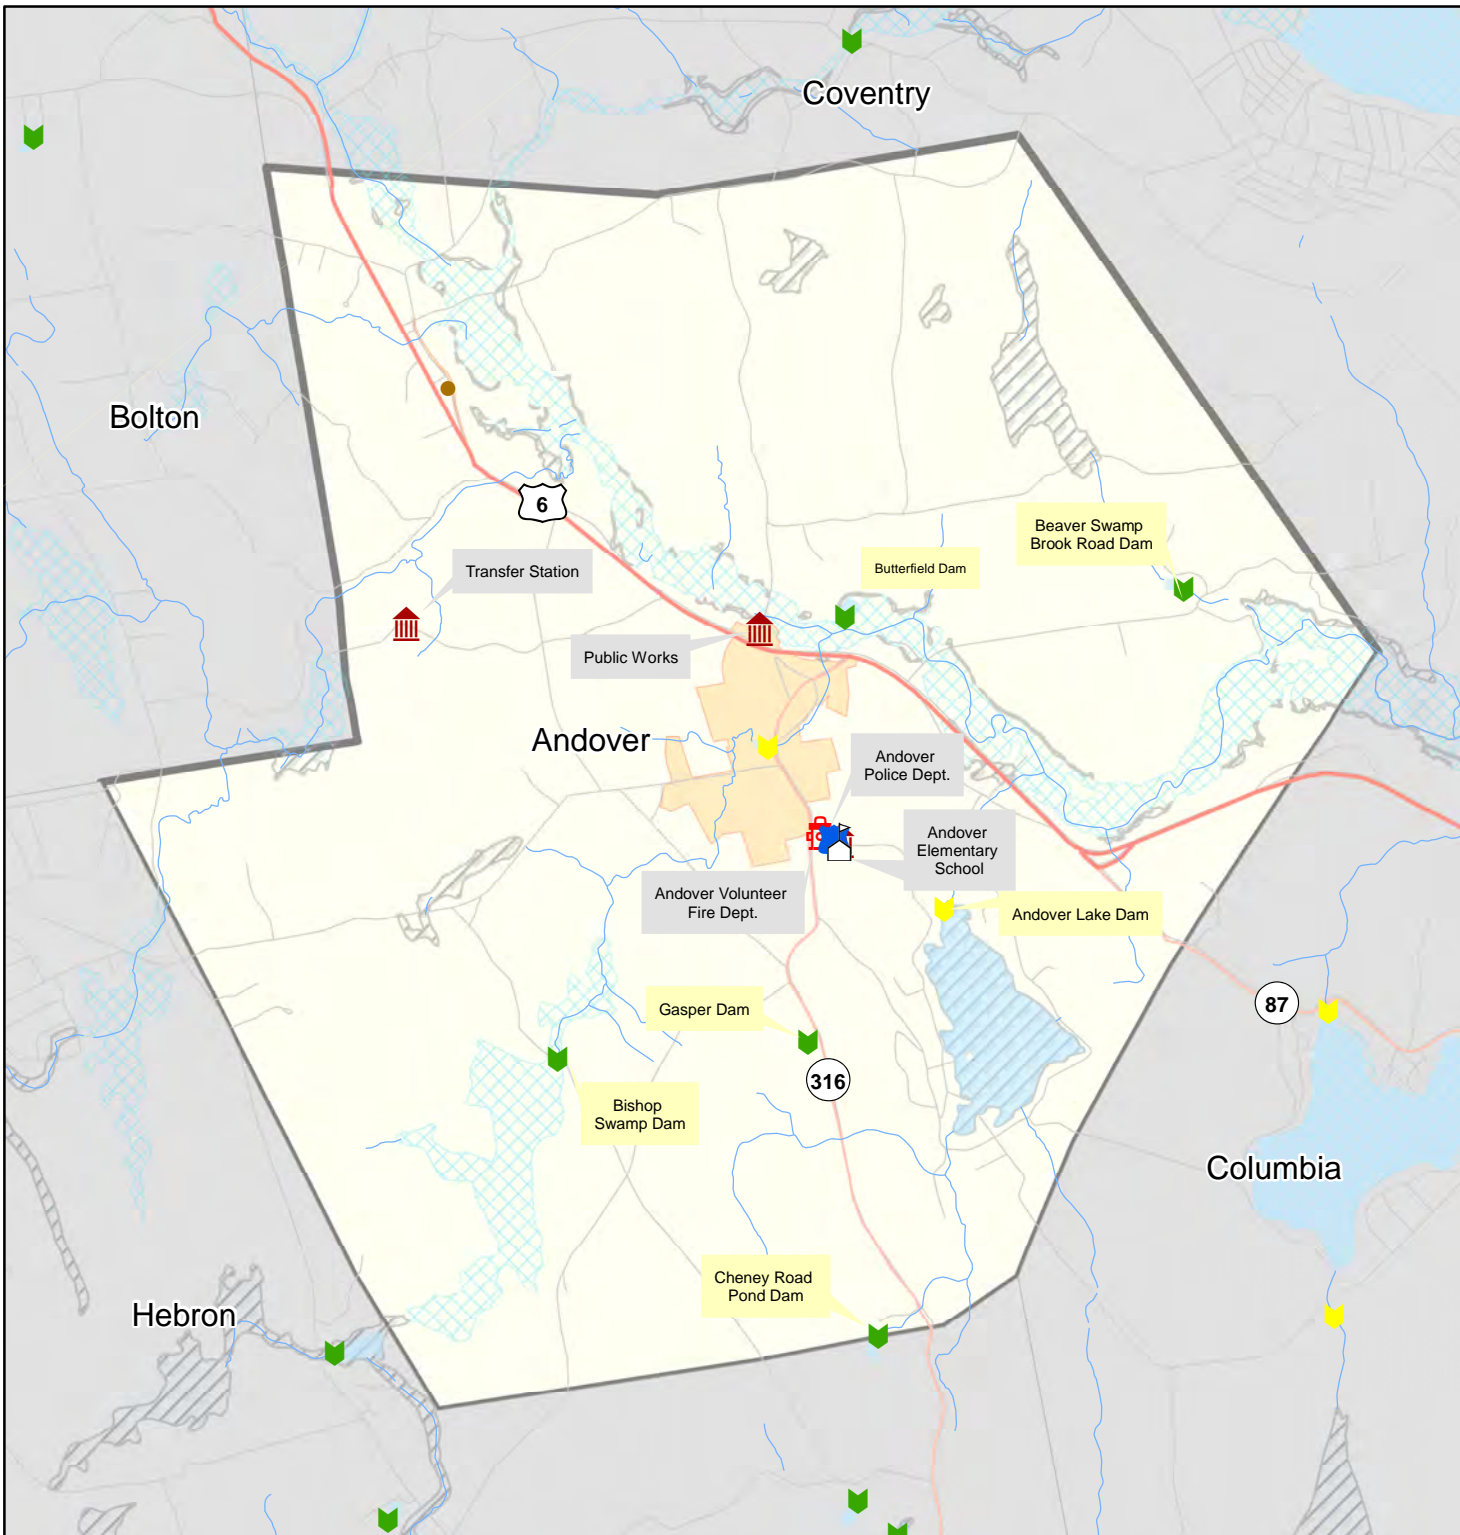 Coventry
Bolton
6
Beaver Swamp
Brook Road Dam
Transfer Station
Butterfield Dam
Public Works
Andover
Andover
Police Dept.
Andover
Elementary
School
Andover Volunteer
Fire Dept.
Andover Lake Dam
Gasper Dam
87
316
Bishop
Swamp Dam
Columbia
Cheney Road
Pond Dam
Hebron